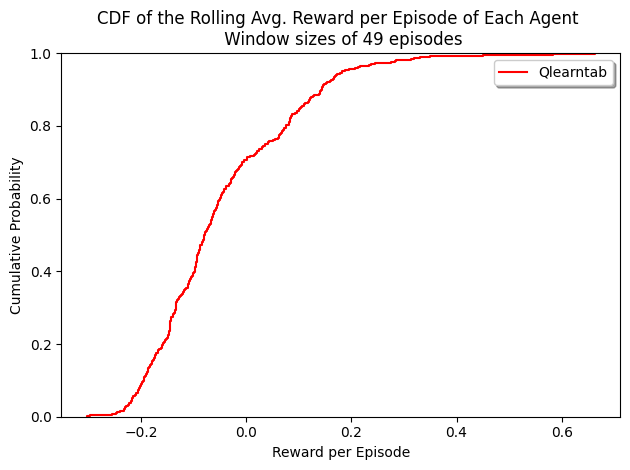 CDF of the Rolling Avg. Reward per Episode of Each Agent
Window sizes of 49 episodes
Qlearntab
Cumulative Probability
1.0
0.8
0.6
0.4
0.2
0.0
−0.2
0.0
0.2
0.4
0.6
Reward per Episode